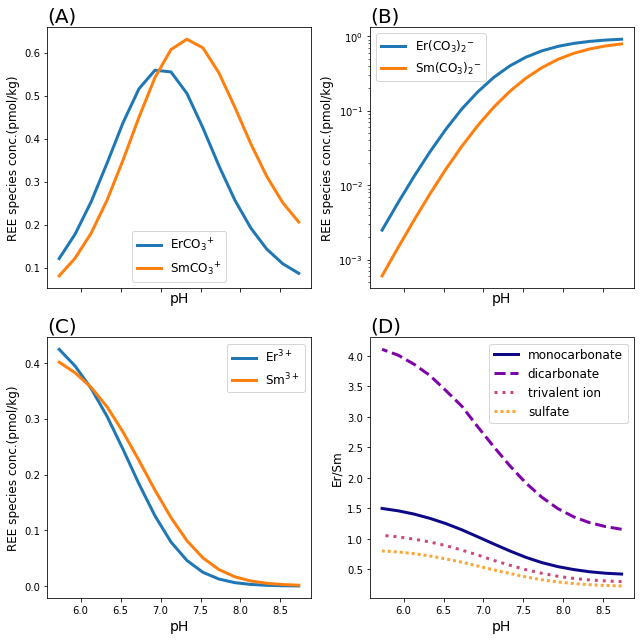 (A)
REE species conc.(pmol/kg)
0.6
0.5
0.4
0.3
0.2
0.1
ErCO₃⁺
SmCO₃⁺
pH
(B)
REE species conc.(pmol/kg)
10⁰
10⁻¹
10⁻²
10⁻³
Er(CO₃)₂⁻
Sm(CO₃)₂⁻
pH
(C)
REE species conc.(pmol/kg)
0.4
0.3
0.2
0.1
0.0
Er³⁺
Sm³⁺
6.0 6.5 7.0 7.5 8.0 8.5
pH
(D)
Er/Sm
4.0
3.5
3.0
2.5
2.0
1.5
1.0
0.5
monocarbonate
dicarbonate
trivalent ion
sulfate
6.0 6.5 7.0 7.5 8.0 8.5
pH